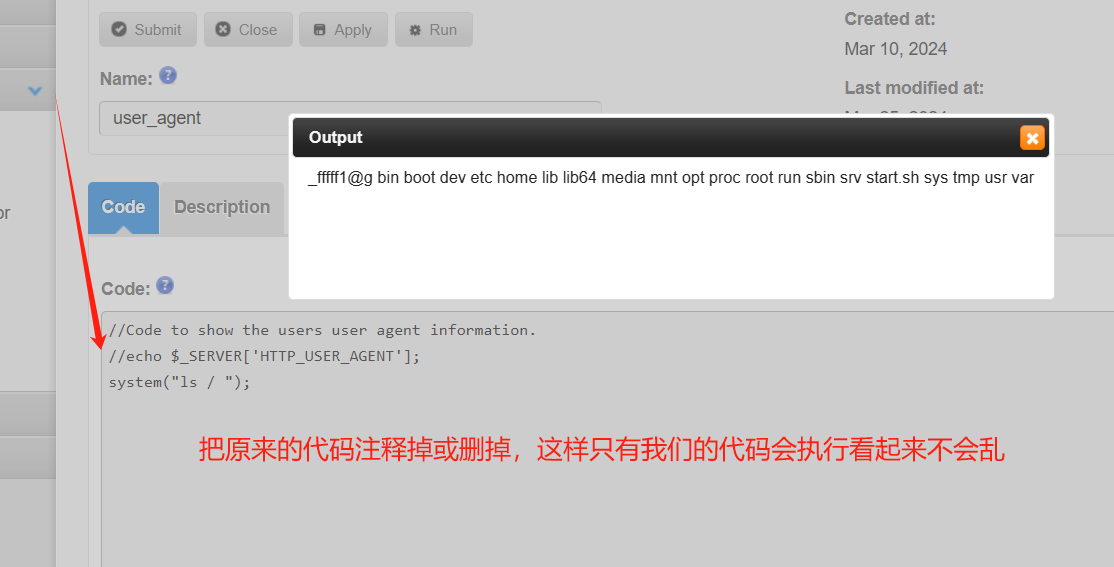 Submit Close Apply Run
Created at:
Mar 10, 2024
Name:
Last modified at:
user_agent
Output
_fffff1@g bin boot dev etc home lib lib64 media mnt opt proc root run sbin srv start.sh sys tmp usr var
Code Description
or
Code:
//Code to show the users user agent information.
//echo $_SERVER['HTTP_USER_AGENT'];
system("ls / ");
把原来的代码注释掉或删掉，这样只有我们的代码会执行看起来不会乱